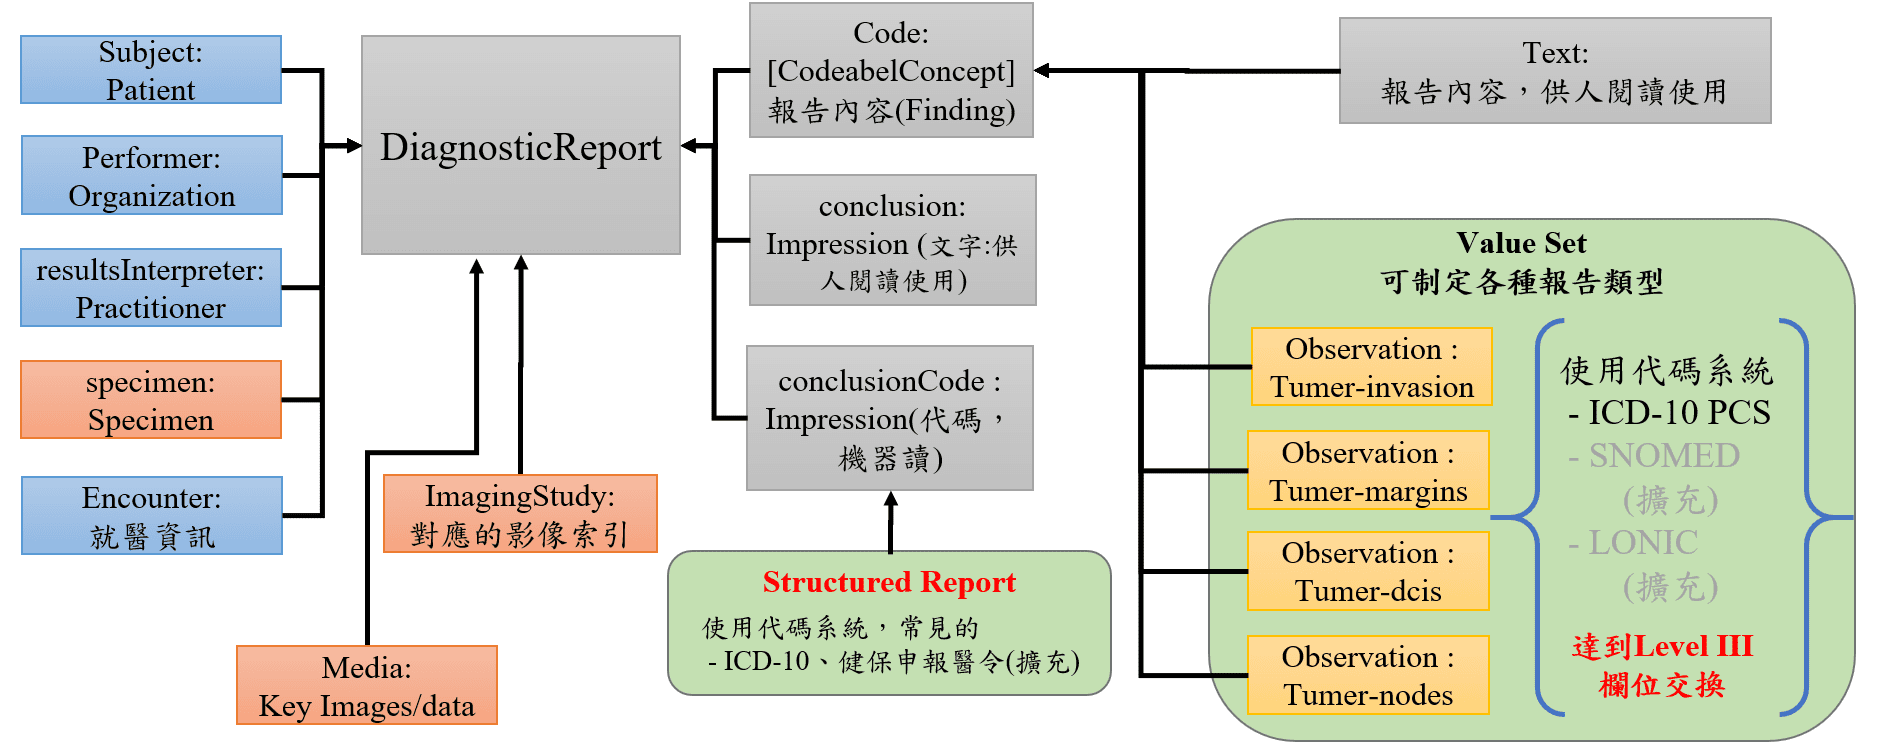 Subject:
Patient
Performer:
Organization
resultsInterpreter:
Practitioner
specimen:
Specimen
Encounter:
就醫資訊
DiagnosticReport
ImagingStudy:
對應的影像索引
Media:
Key Images/data
Code:
[CodeabelConcept]
報告內容(Finding)
conclusion:
Impression (文字:供
人閱讀使用)
conclusionCode :
Impression(代碼，
機器讀)
Structured Report
使用代碼系統，常見的
- ICD-10、健保申報醫令(擴充)
Text:
報告內容，供人閱讀使用
Value Set
可制定各種報告類型
Observation :
Tumer-invasion
Observation :
Tumer-margins
Observation :
Tumer-dcis
Observation :
Tumer-nodes
使用代碼系統
- ICD-10 PCS
- SNOMED
(擴充)
- LONIC
(擴充)
達到Level III
欄位交換